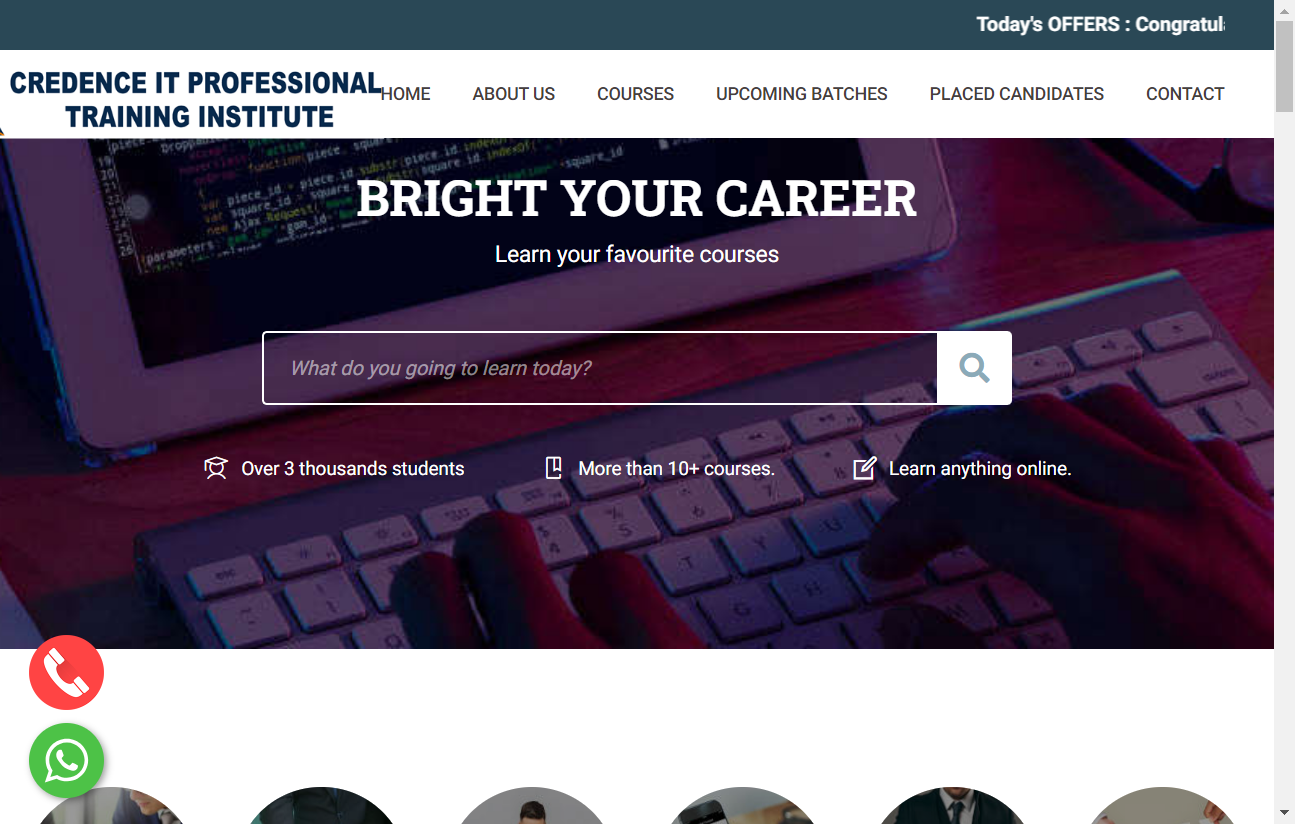 Today's OFFERS : Congratul
CREDENCE IT PROFESSIONAL
TRAINING INSTITUTE
HOME
ABOUT US
COURSES
UPCOMING BATCHES
PLACED CANDIDATES
CONTACT
BRIGHT YOUR CAREER
Learn your favourite courses
What do you going to learn today?
Over 3 thousands students
More than 10+ courses.
Learn anything online.